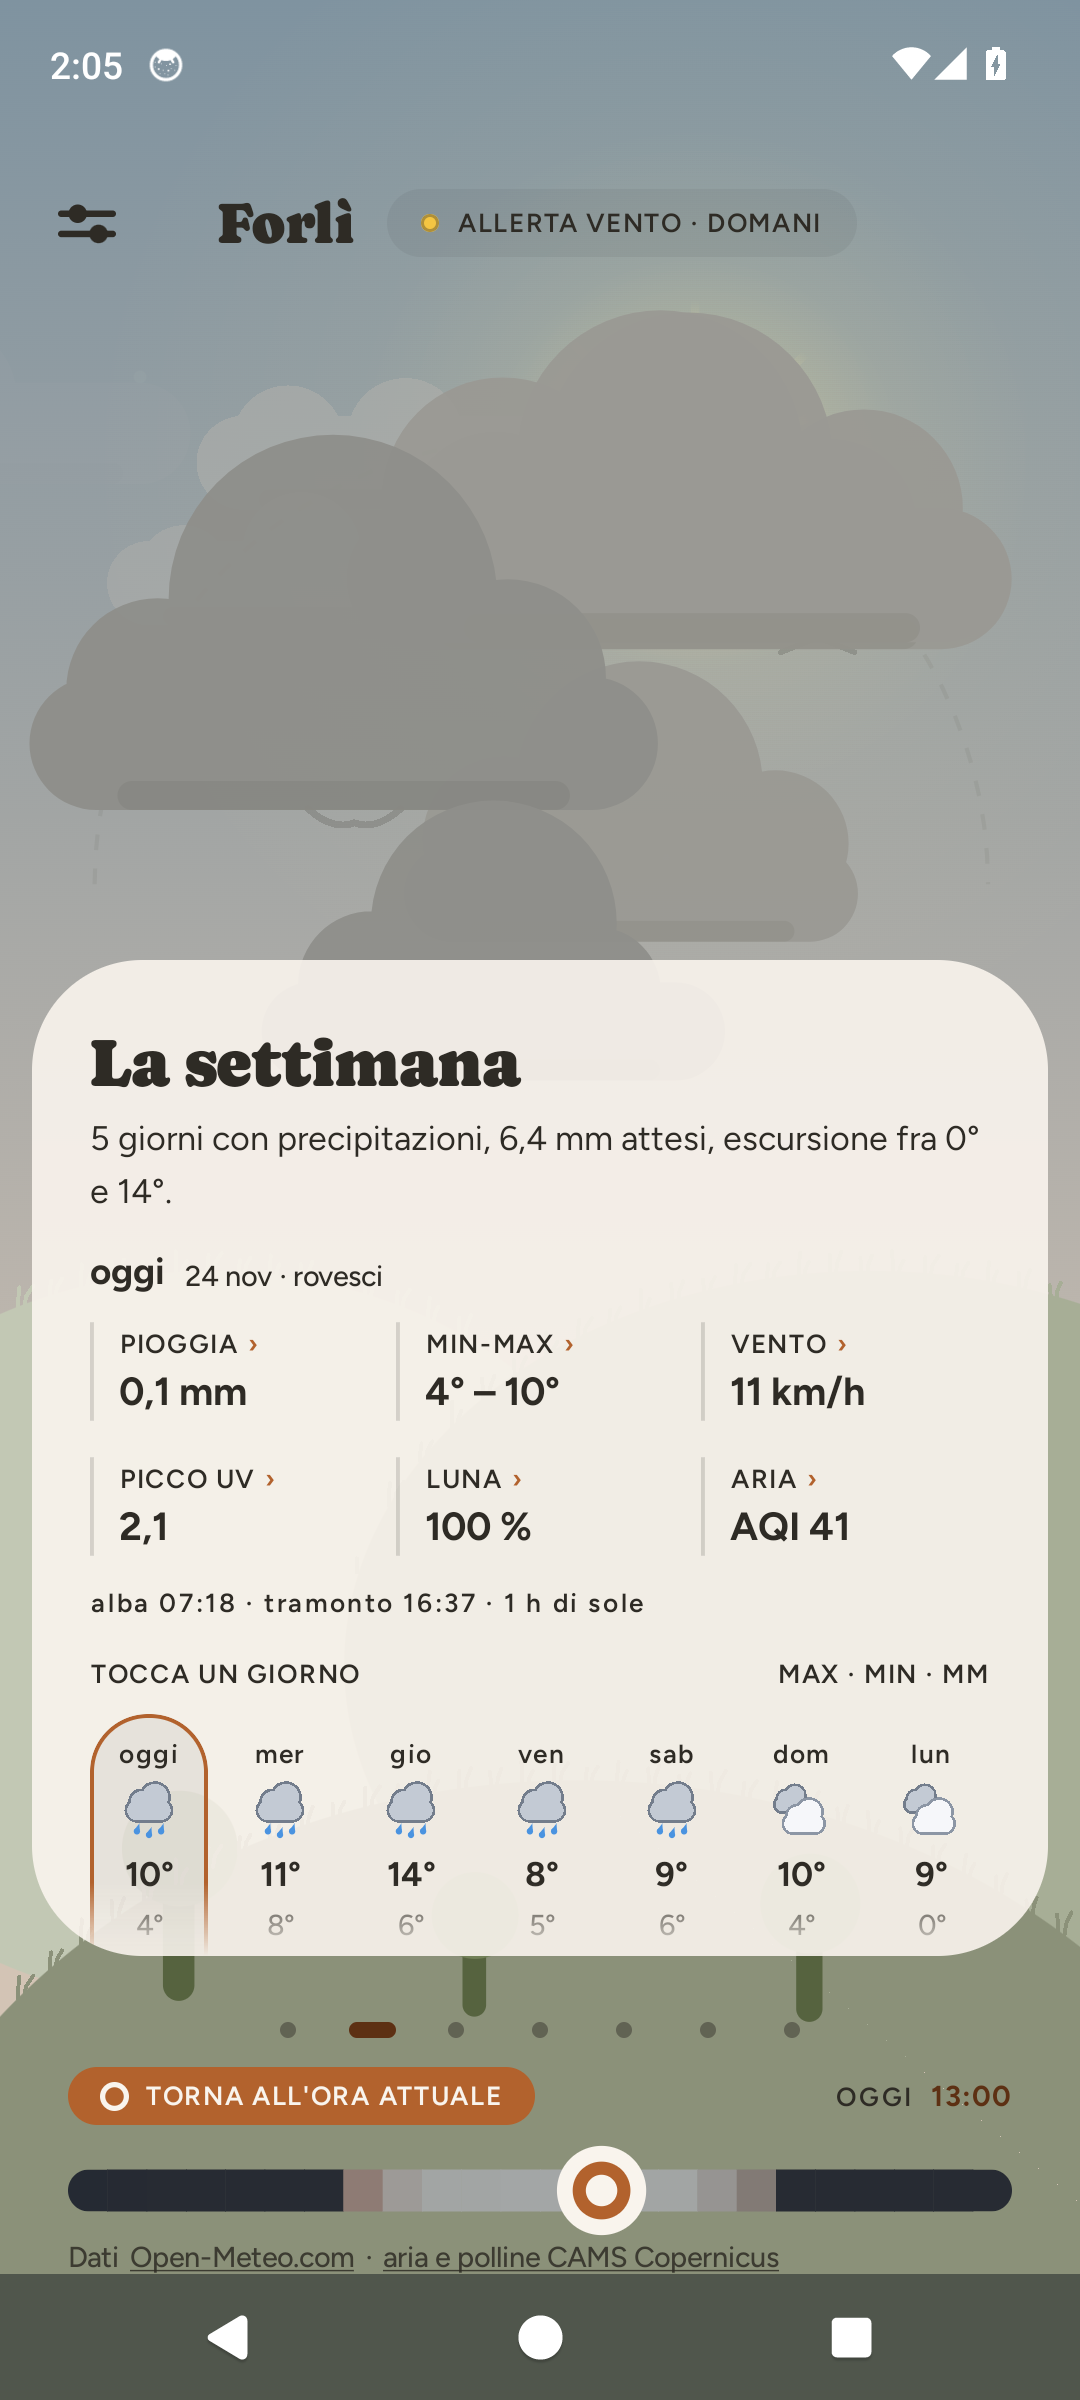 2:05
Forlì
ALLERTA VENTO · DOMANI
La settimana
5 giorni con precipitazioni, 6,4 mm attesi, escursione fra 0°
e 14°.
oggi 24 nov · rovesci
PIOGGIA › MIN-MAX › VENTO ›
0,1 mm 4° – 10° 11 km/h
PICCO UV › LUNA › ARIA ›
2,1 100 % AQI 41
alba 07:18 · tramonto 16:37 · 1 h di sole
TOCCA UN GIORNO MAX · MIN · MM
oggi mer gio ven sab dom lun
10° 11° 14° 8° 9° 10° 9°
4° 8° 6° 5° 6° 4° 0°
TORNA ALL'ORA ATTUALE OGGI 13:00
Dati Open-Meteo.com · aria e polline CAMS Copernicus